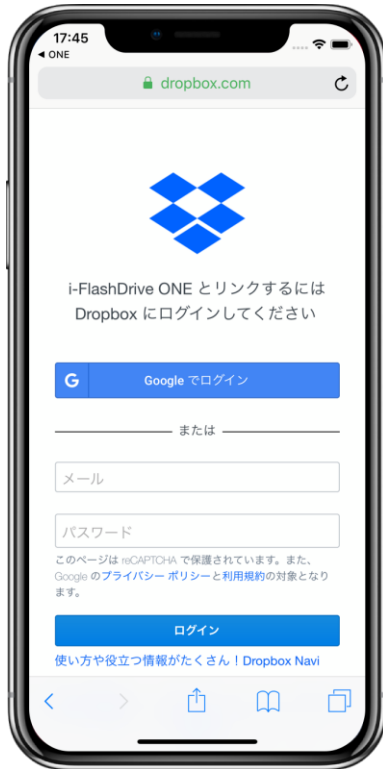 17:45
◀ ONE
dropbox.com
i-FlashDrive ONE とリンクするには
Dropbox にログインしてください
G Google でログイン
または
メール
パスワード
このページは reCAPTCHA で保護されています。また、
Google のプライバシー ポリシーと利用規約の対象となり
ます。
ログイン
使い方や役立つ情報がたくさん！Dropbox Navi